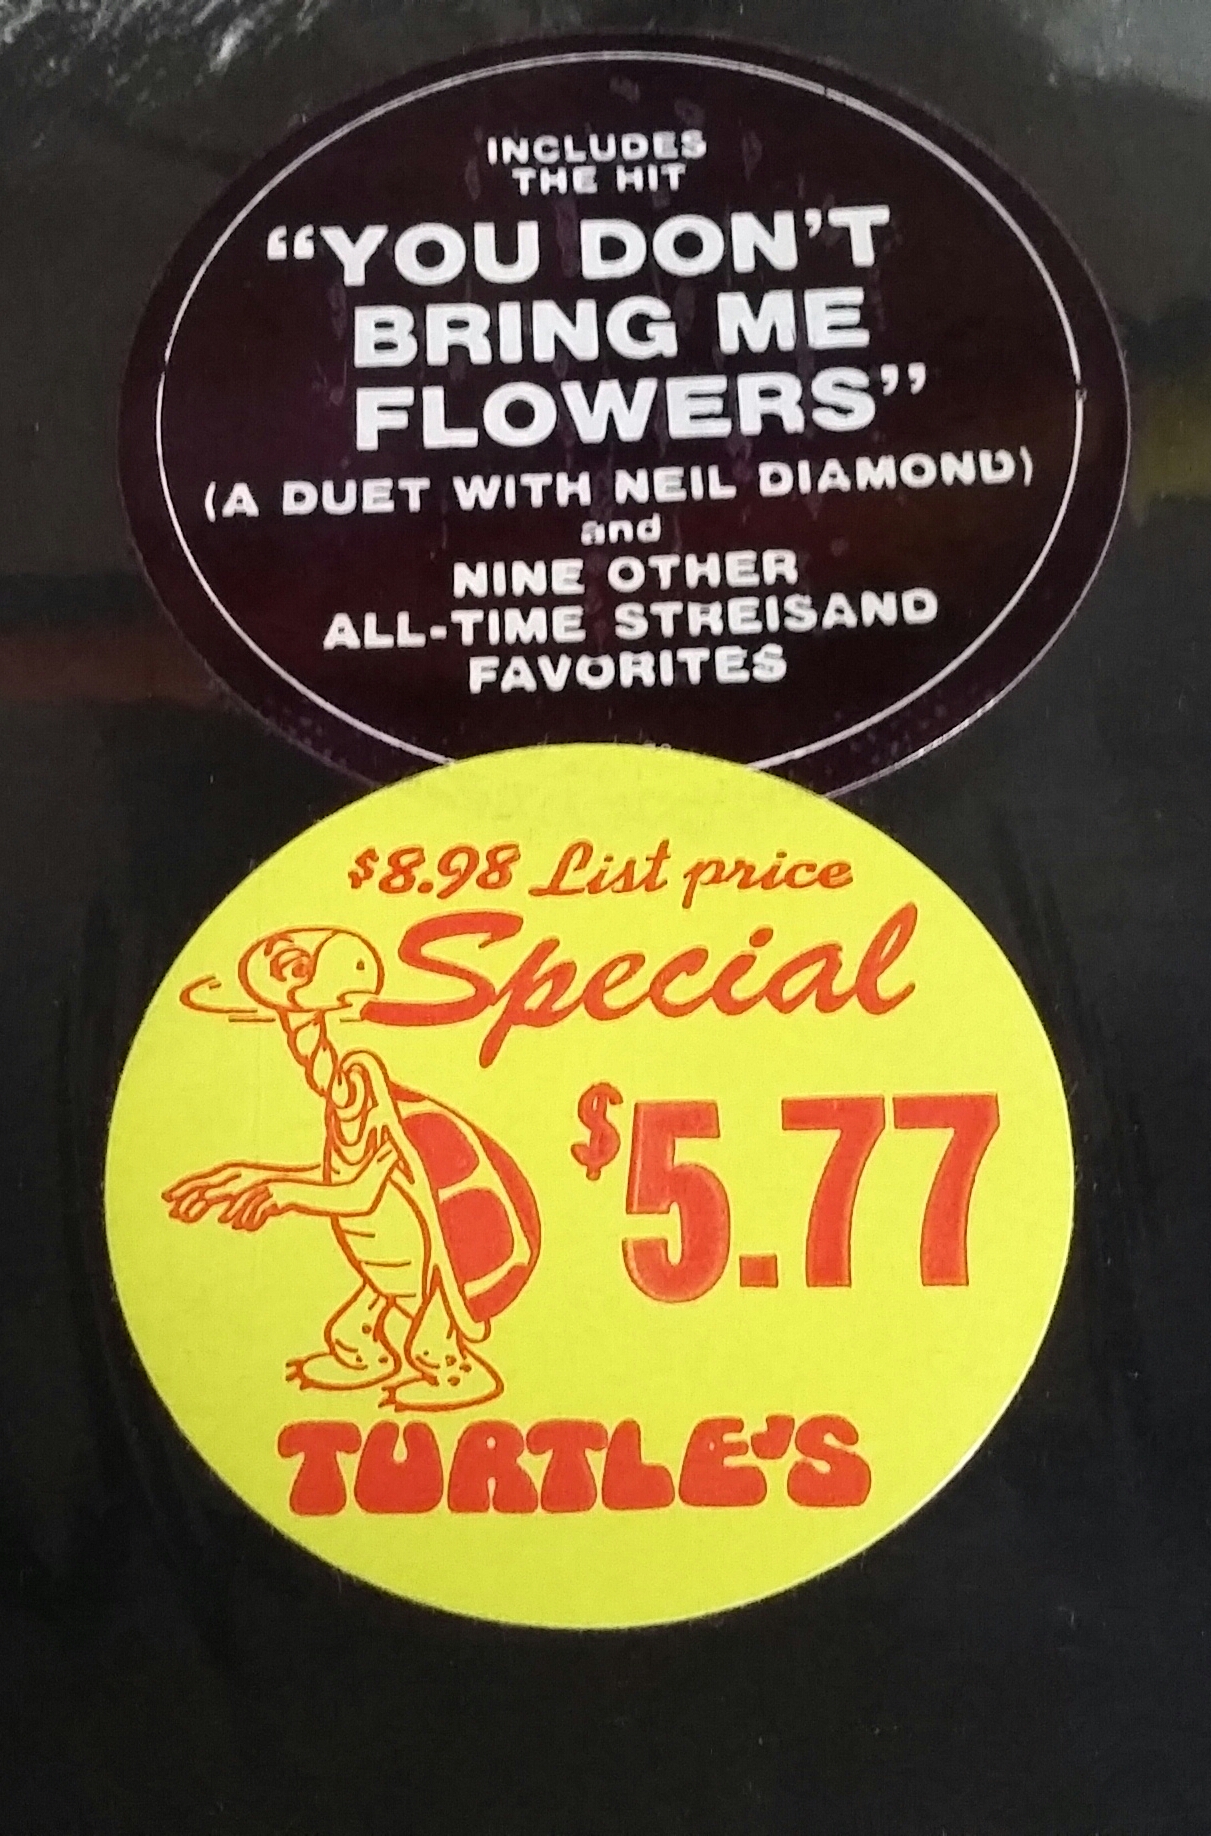 INCLUDES
THE HIT
“YOU DON’T
BRING ME
FLOWERS”
(A DUET WITH NEIL DIAMOND)
and
NINE OTHER
ALL-TIME STREISAND
FAVORITES
$8.98 List price
Special
$5.77
TURTLE'S